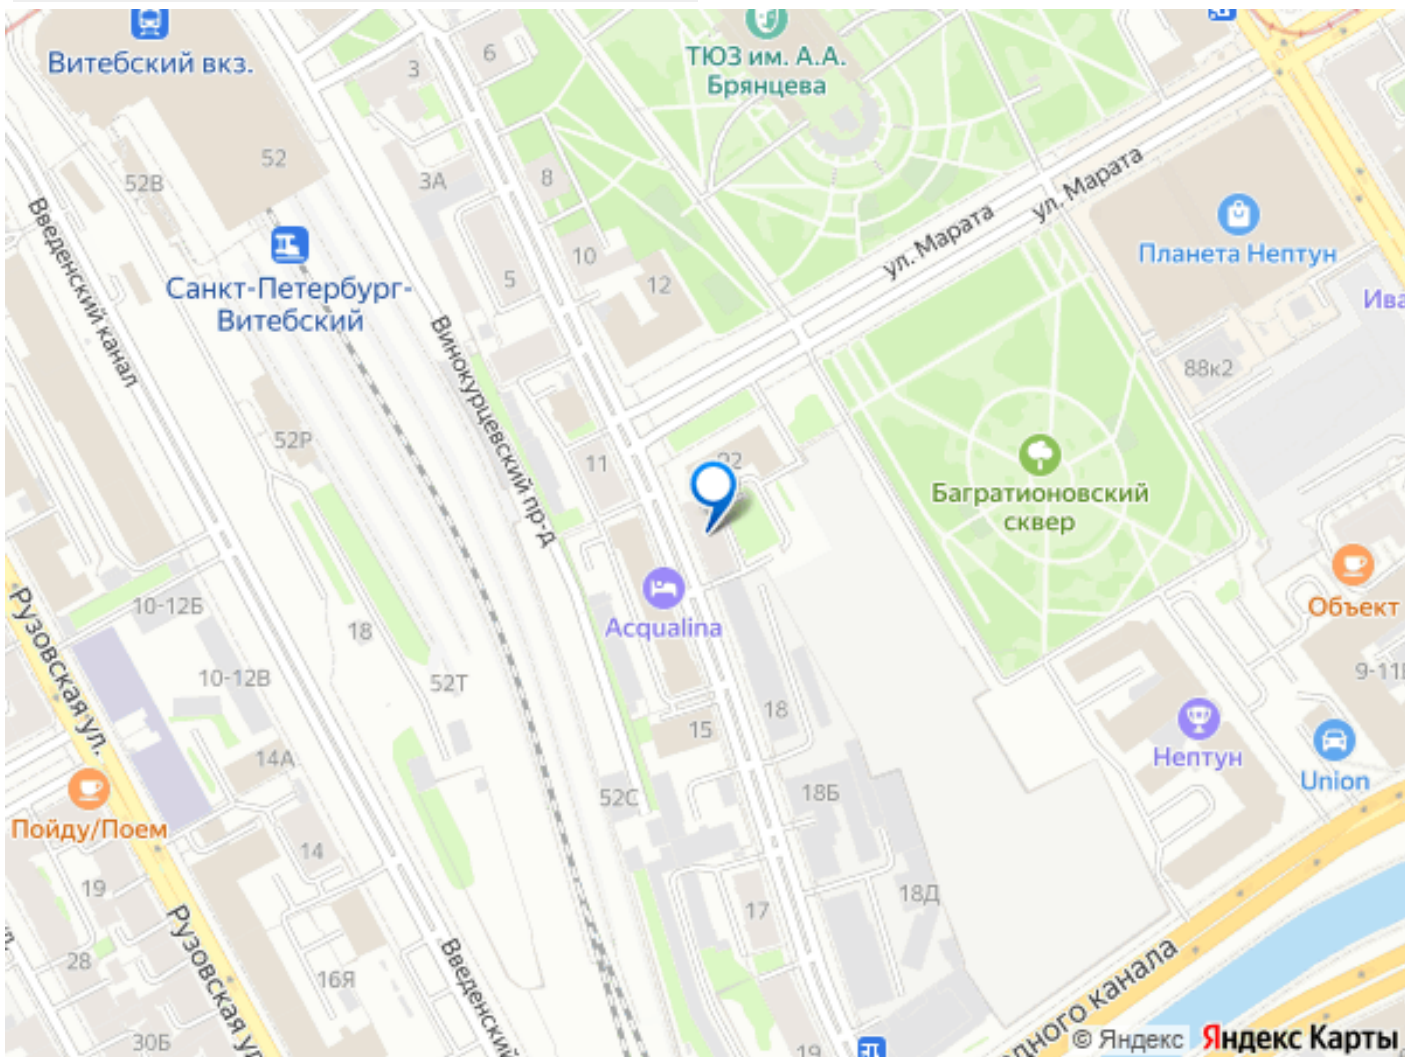 Витебский вкз.
ТЮЗ им. А.А.
Брянцева
6
3
52
52В
3А
8
ул. Марата
ул. Марата
Планета Нептун
Введенский канал
Санкт-Петербург-
Витебский
5
10
12
Ива
88к2
Винокурцевский пр-д
52Р
11
92
Багратионовский
сквер
Объект
Acqualina
10-12Б
18
Рузовская ул.
10-12В
52Т
9-11
18
15
Нептун
Union
14А
52С
18Б
Пойду/Поем
14
19
17
18Д
Рузовская ул
28
16Я
Введенский
одного канала
30Б
19
© Яндекс Яндекс Карты